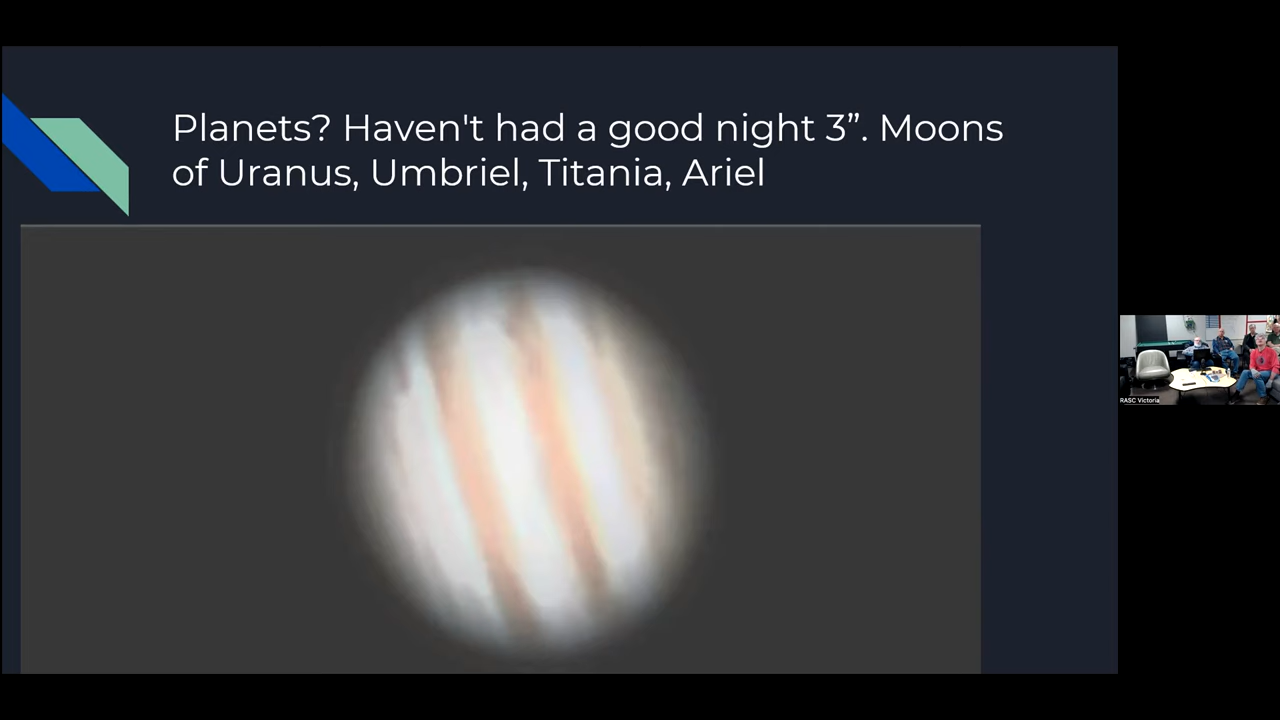 Planets? Haven't had a good night 3”. Moons
of Uranus, Umbriel, Titania, Ariel
RASC Victoria